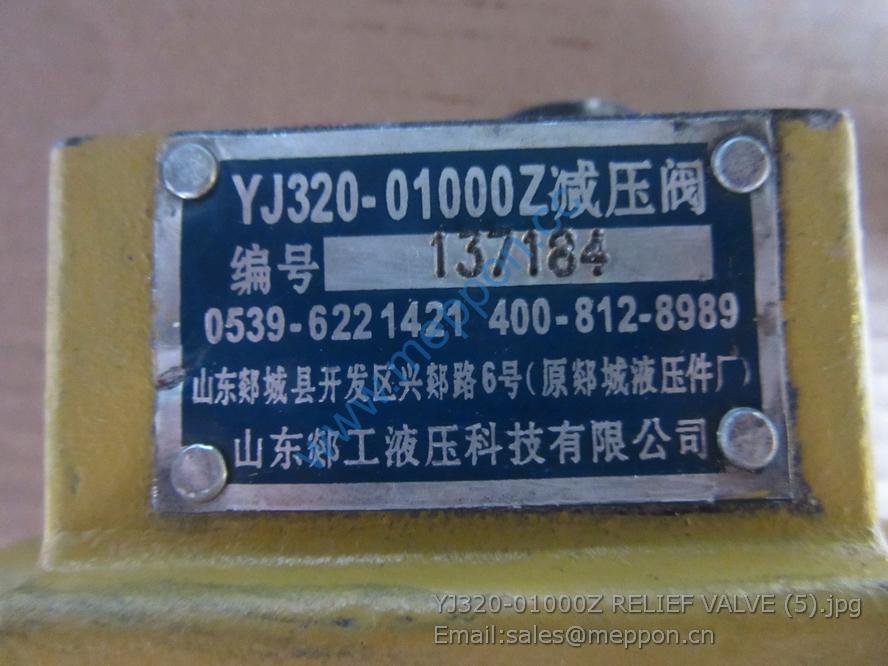 YJ320-01000Z减压阀
编号 137184
0539-6221421 400-812-8989
山东郯城县开发区兴郯路6号(原郯城液压件厂)
山东郯工液压科技有限公司
www.meppon.cn
YJ320-01000Z RELIEF VALVE (5).jpg
Email:sales@meppon.cn